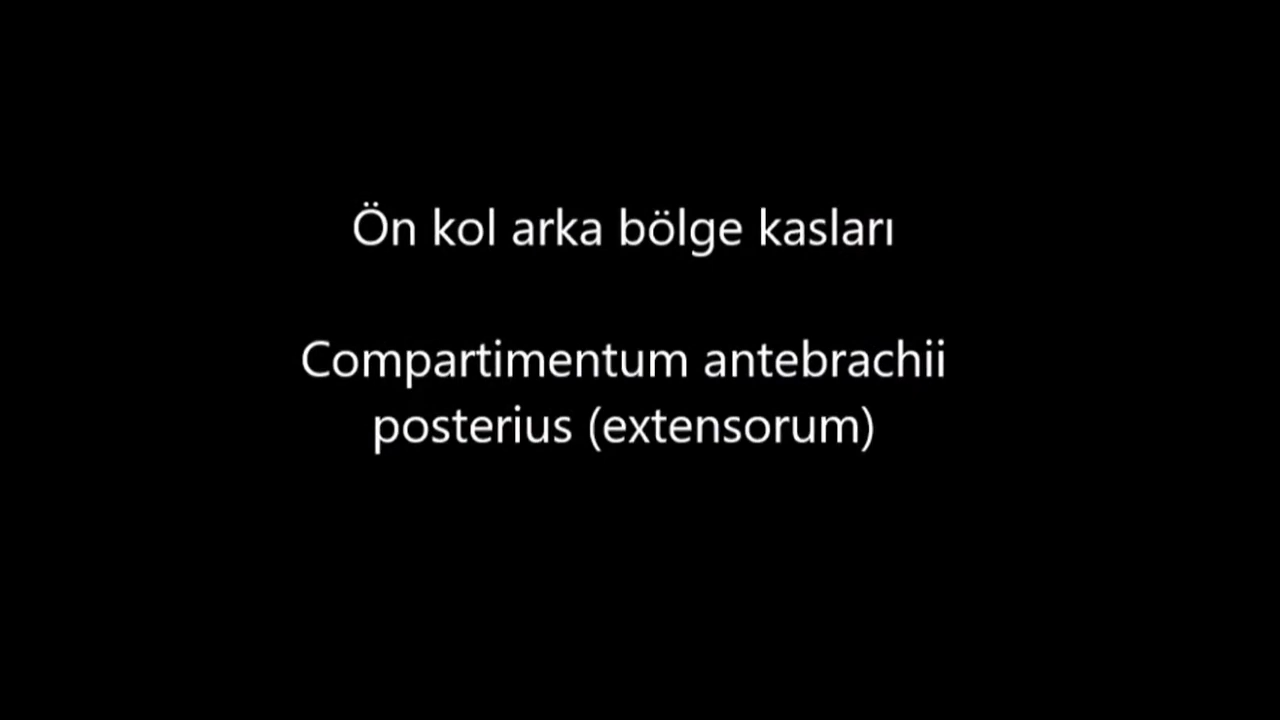 Ön kol arka bölge kasları
Compartimentum antebrachii
posterius (extensorum)